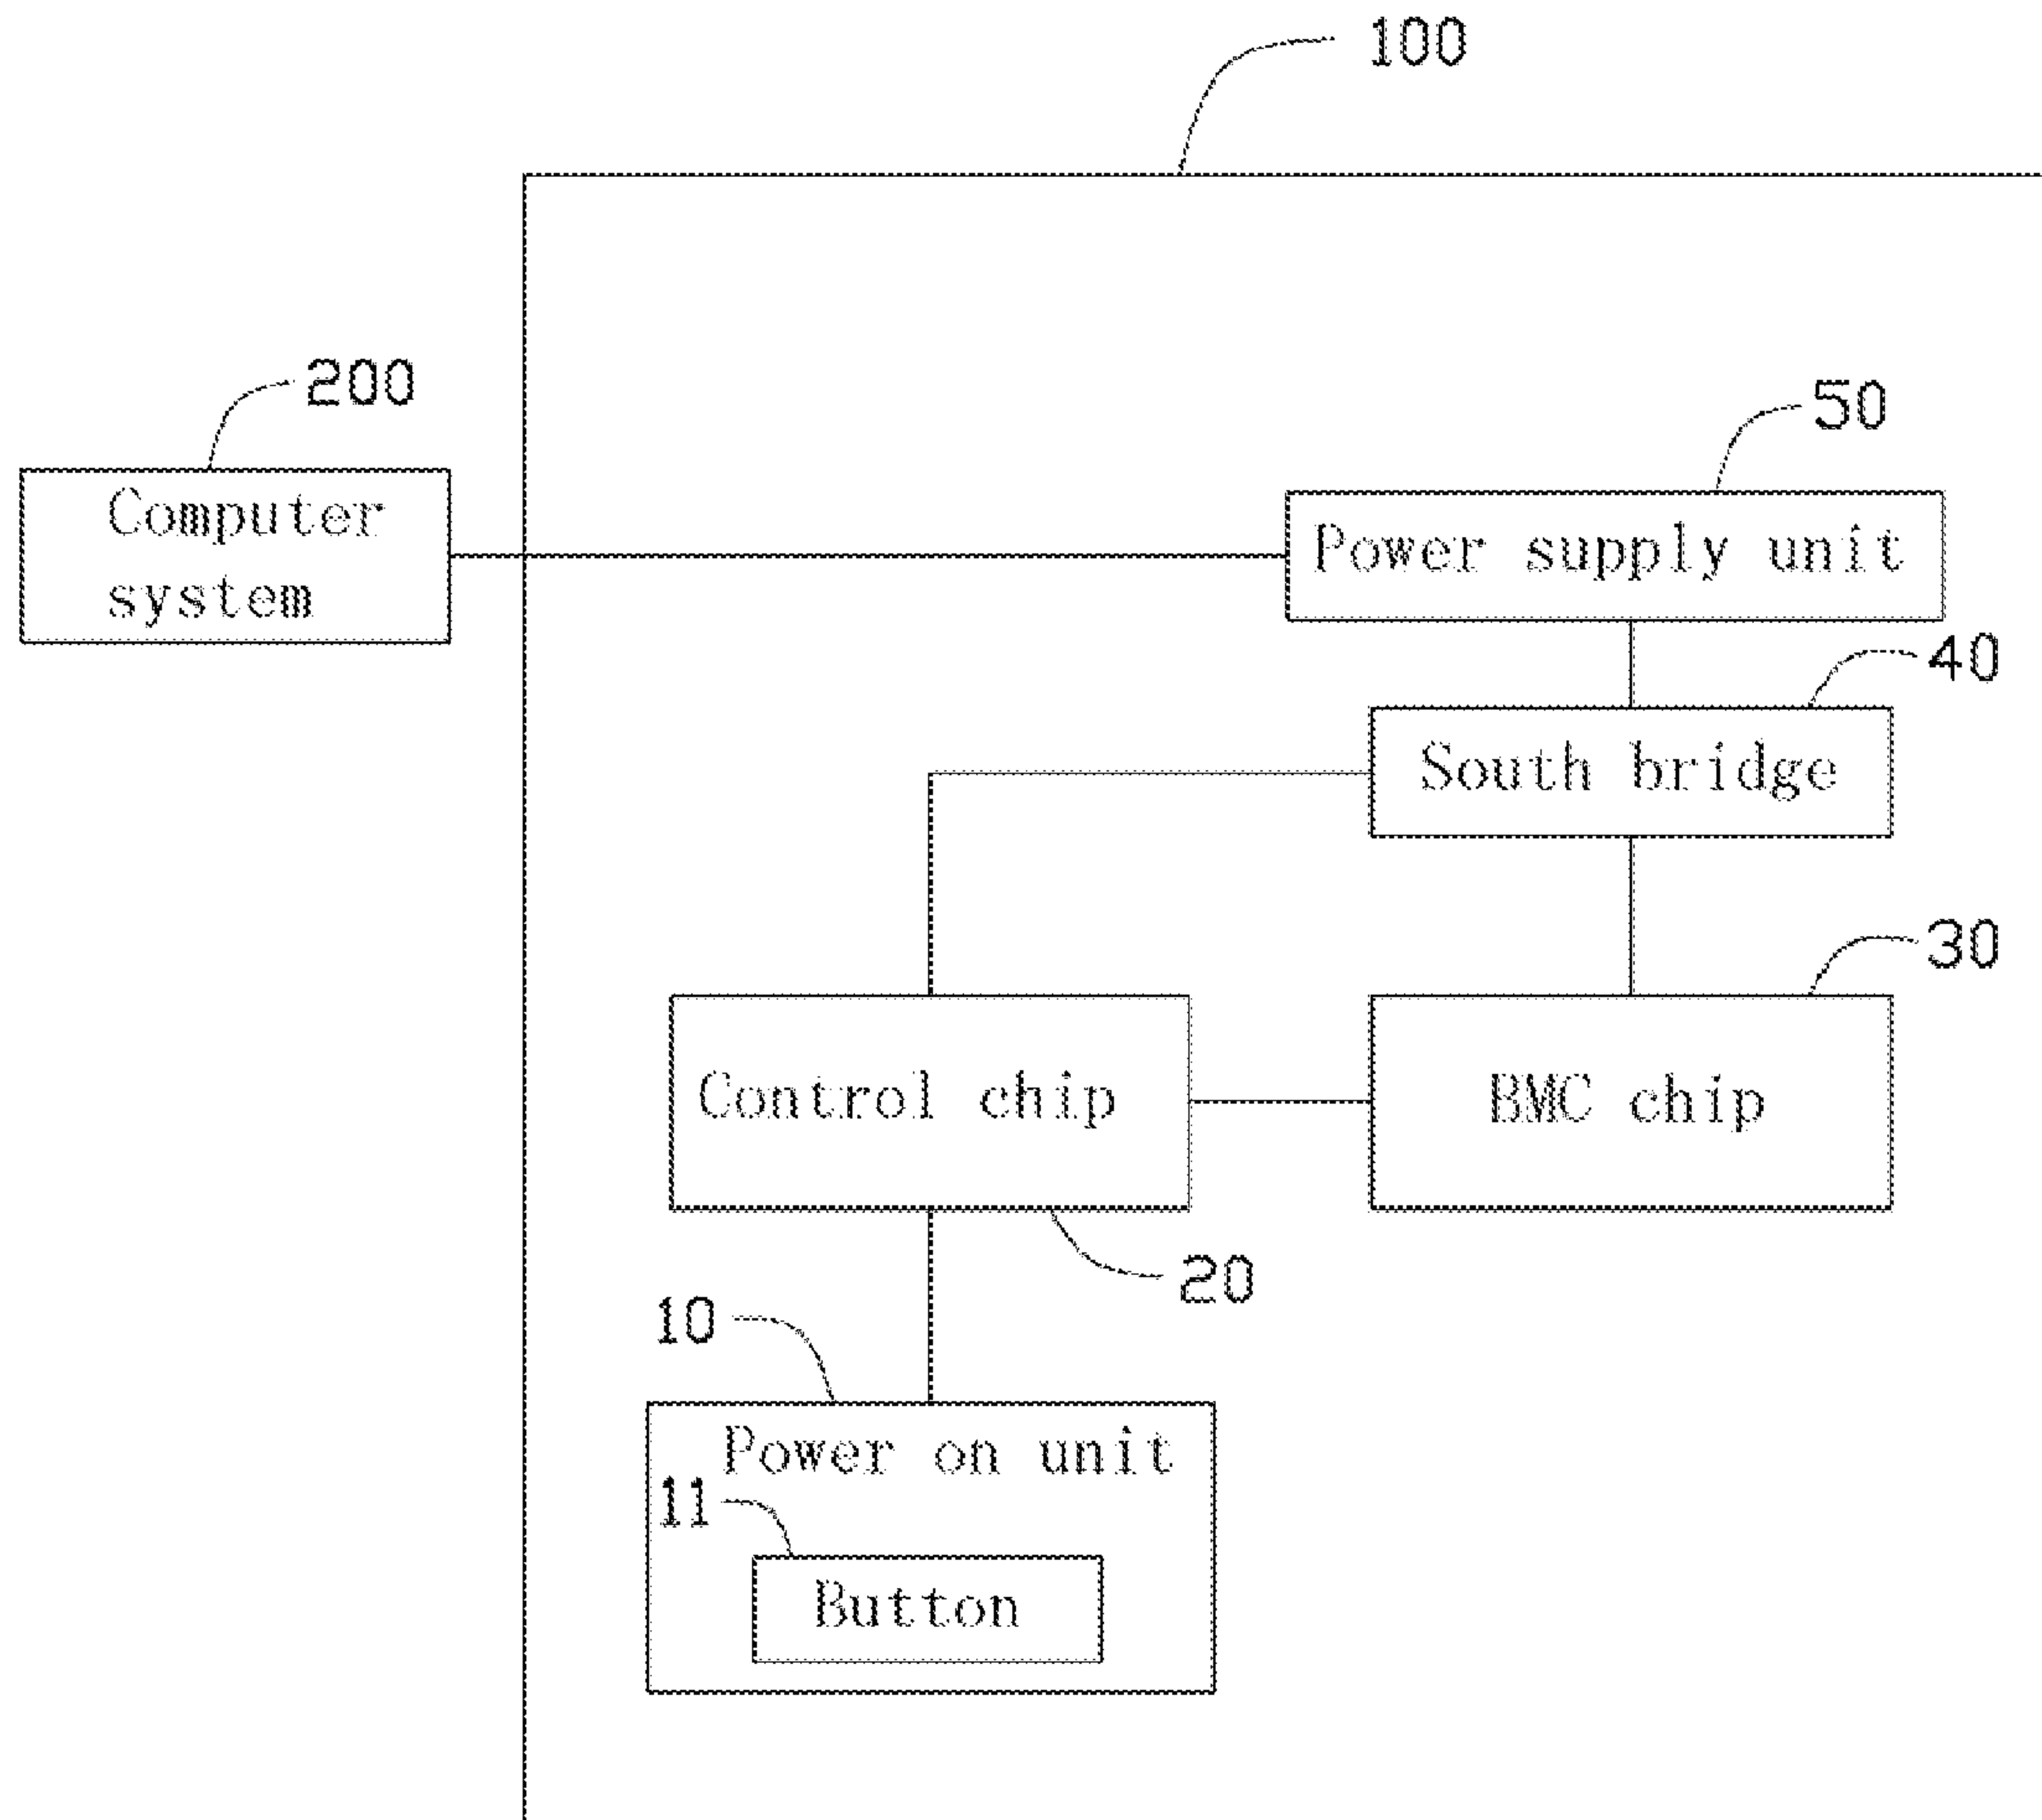 100
200
50
Computer
system
Power supply unit
40
South bridge
30
Control chip
BMC chip
20
10
Power on unit
11
Button